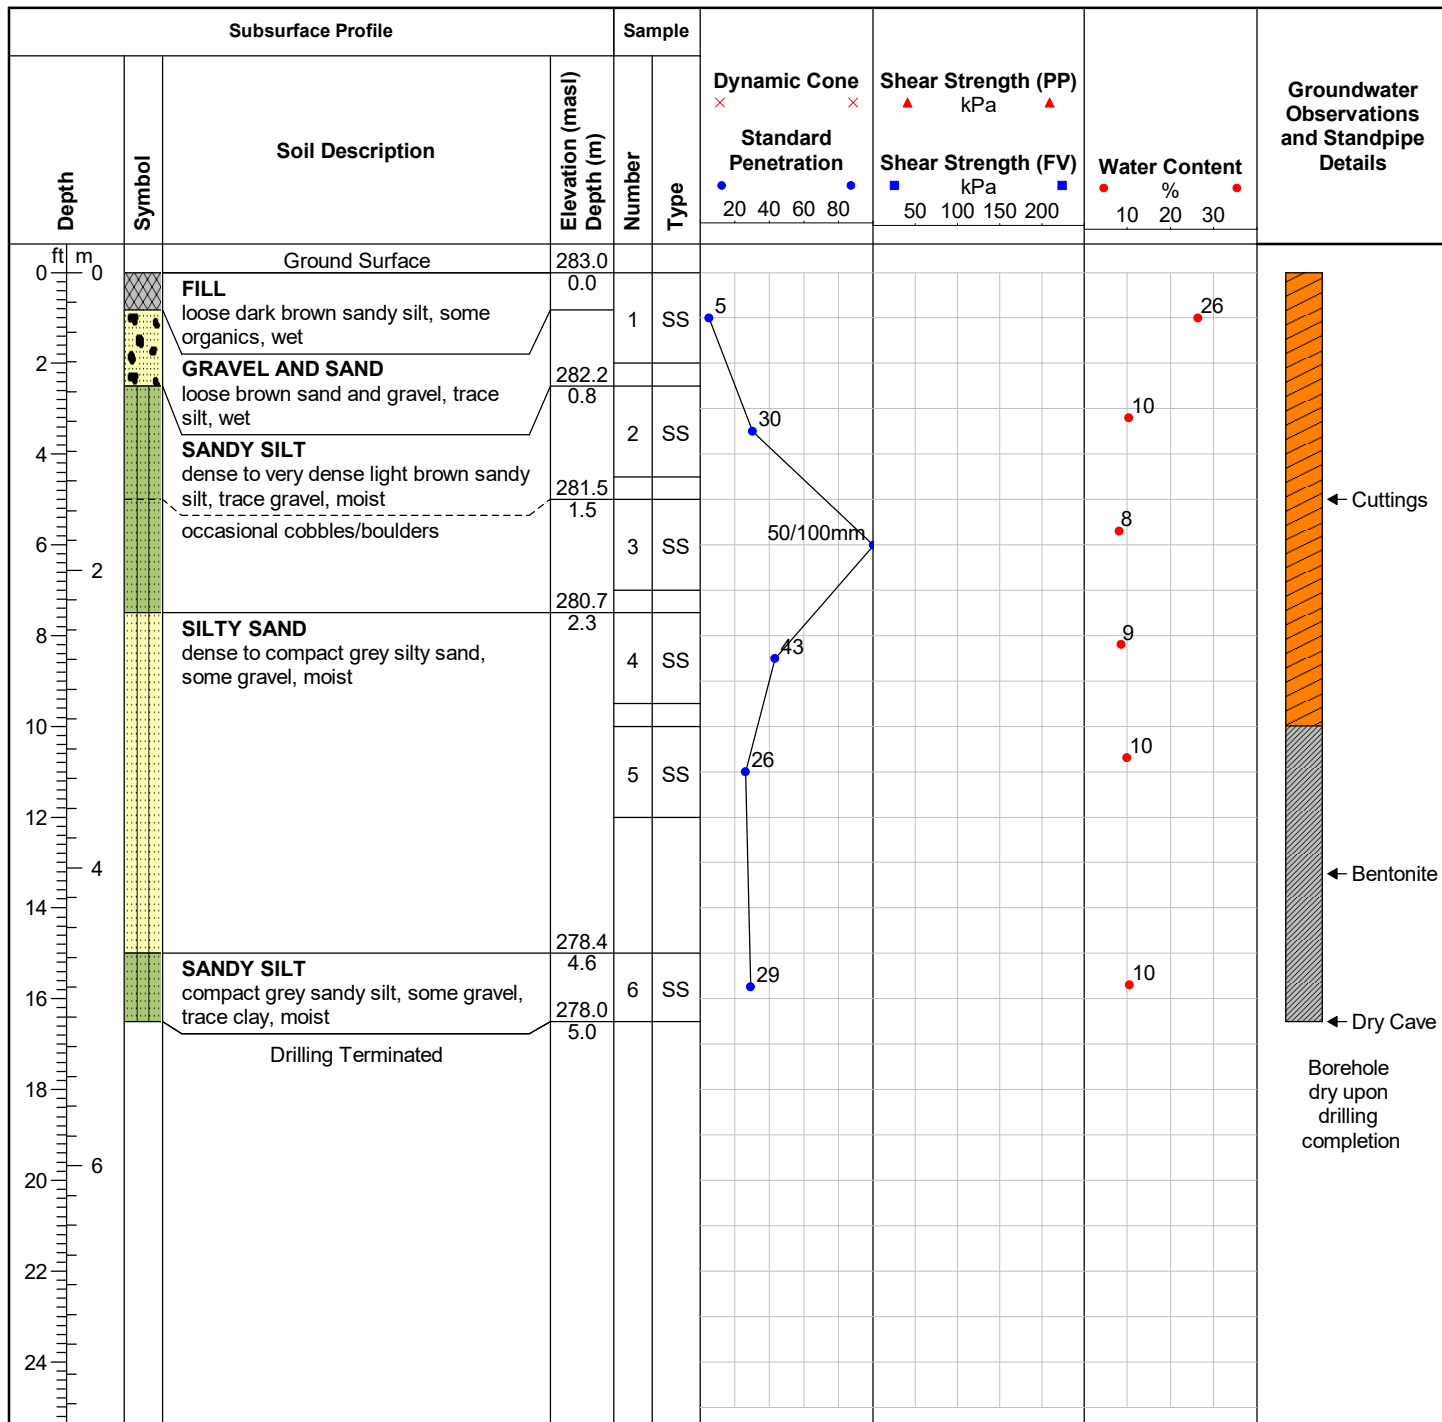 Subsurface Profile
Sample
Depth
Symbol
Soil Description
Elevation (masl)
Depth (m)
Number
Type
Dynamic Cone
Standard
Penetration
20 40 60 80
Shear Strength (PP)
kPa
Shear Strength (FV)
kPa
50 100 150 200
Water Content
%
10 20 30
Groundwater
Observations
and Standpipe
Details
ft m
Ground Surface
283.0
0 0
0.0
FILL
loose dark brown sandy silt, some
organics, wet
1 SS
5
26
2
GRAVEL AND SAND
282.2
loose brown sand and gravel, trace
silt, wet
0.8
2 SS
30
10
4
SANDY SILT
dense to very dense light brown sandy
silt, trace gravel, moist
281.5
1.5
Cuttings
occasional cobbles/boulders
3 SS
50/100mm
8
6
2
280.7
SILTY SAND
2.3
dense to compact grey silty sand,
some gravel, moist
8
4 SS
43
9
10
5 SS
26
10
12
4
Bentonite
14
278.4
SANDY SILT
4.6
compact grey sandy silt, some gravel,
trace clay, moist
6 SS
29
10
16
278.0
5.0
Dry Cave
Drilling Terminated
Borehole
dry upon
drilling
completion
18
6
20
22
24